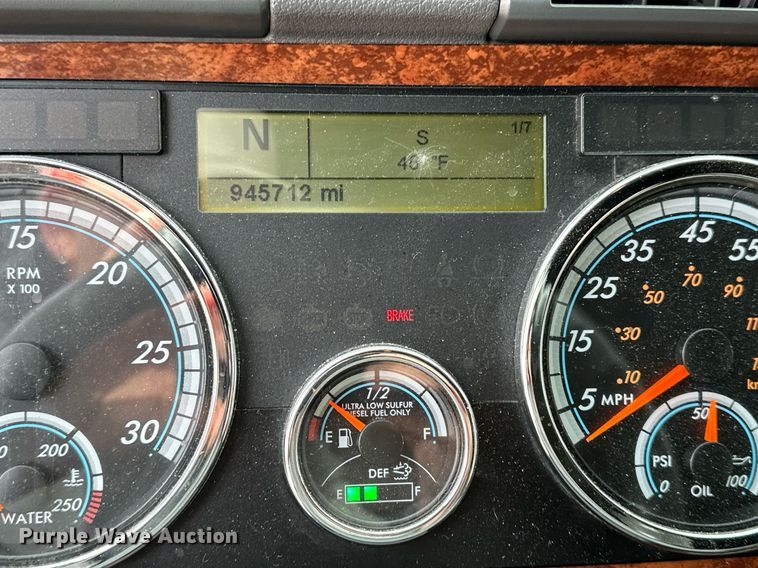 N
S
1/7
46 °F
945712 mi
15
20
25
30
RPM
X 100
200
250
WATER
BRAKE
1/2
ULTRA LOW SULFUR
DIESEL FUEL ONLY
E
F
DEF
E
F
5
15
25
35
45
55
MPH
10
30
50
70
90
PSI
0
50
100
OIL
Purple Wave Auction